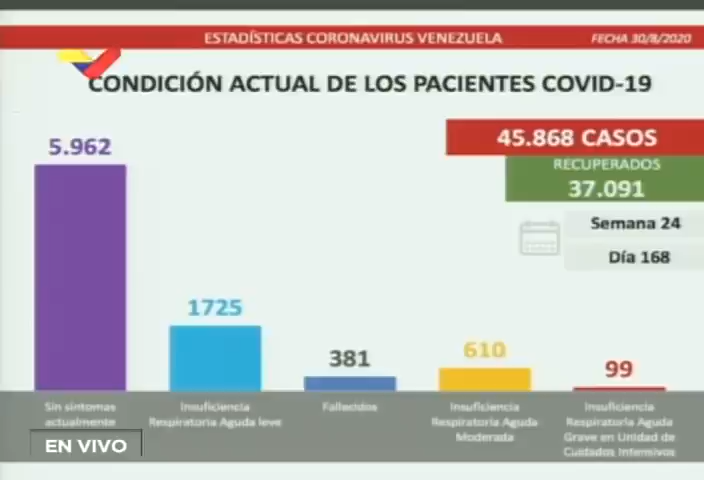 ESTADÍSTICAS CORONAVIRUS VENEZUELA
FECHA 30/8/2020
CONDICIÓN ACTUAL DE LOS PACIENTES COVID-19
45.868 CASOS
RECUPERADOS
37.091
Semana 24
Día 168
5.962
1725
381
610
99
Sin síntomas
actualmente
Insuficiencia
Respiratoria Aguda leve
Fallecidos
Insuficiencia
Respiratoria Aguda
Moderada
Insuficiencia
Respiratoria Aguda
Grave en Unidad de
Cuidados Intensivos
EN VIVO